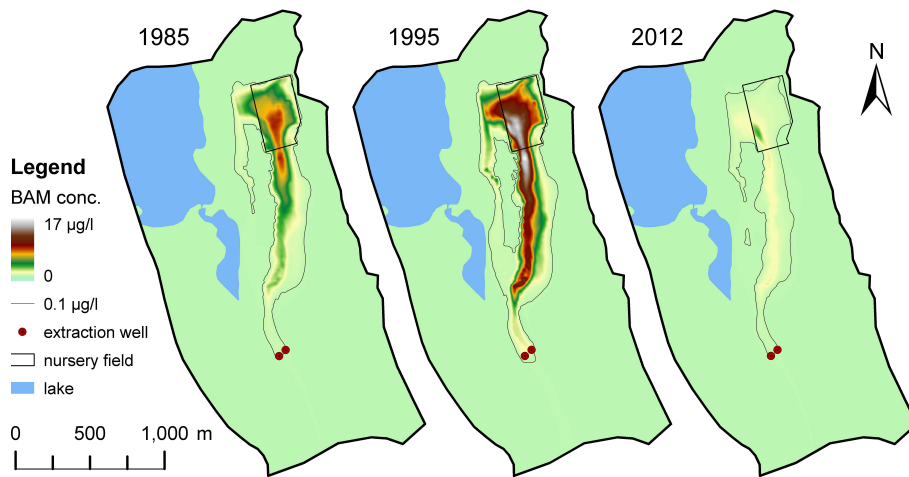 1985
1995
2012
N
Legend
BAM conc.
17 µg/l
0
0.1 µg/l
extraction well
nursery field
lake
0 500 1,000 m